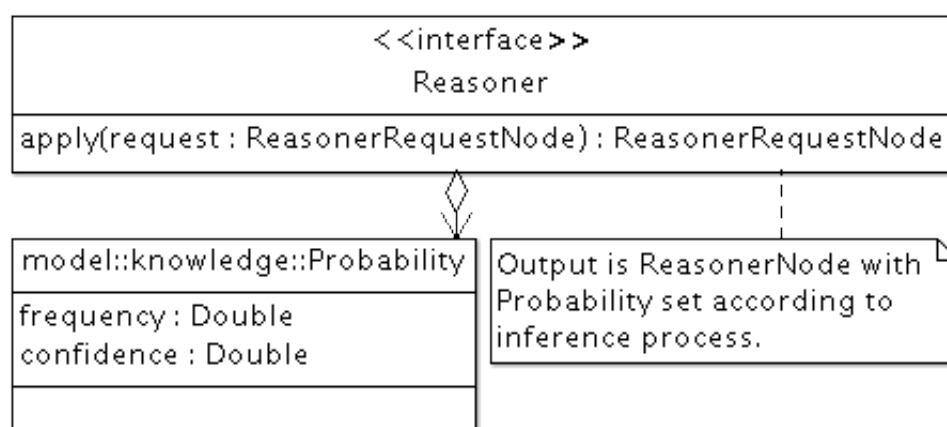 <<interface>>
Reasoner
apply(request : ReasonerRequestNode) : ReasonerRequestNode
model::knowledge::Probability
frequency : Double
confidence : Double
Output is ReasonerNode with
Probability set according to
inference process.